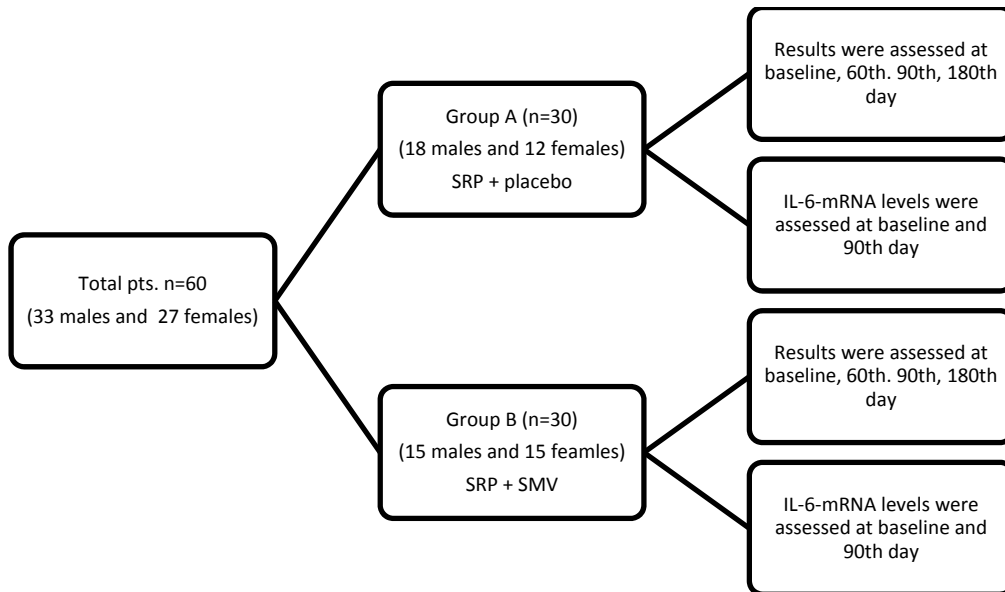 Total pts. n=60
(33 males and  27 females)
Group A (n=30)
(18 males and 12 females)
SRP + placebo
Results were assessed at
baseline, 60th. 90th, 180th
day
IL-6-mRNA levels were
assessed at baseline and
90th day
Group B (n=30)
(15 males and 15 feamles)
SRP + SMV
Results were assessed at
baseline, 60th. 90th, 180th
day
IL-6-mRNA levels were
assessed at baseline and
90th day